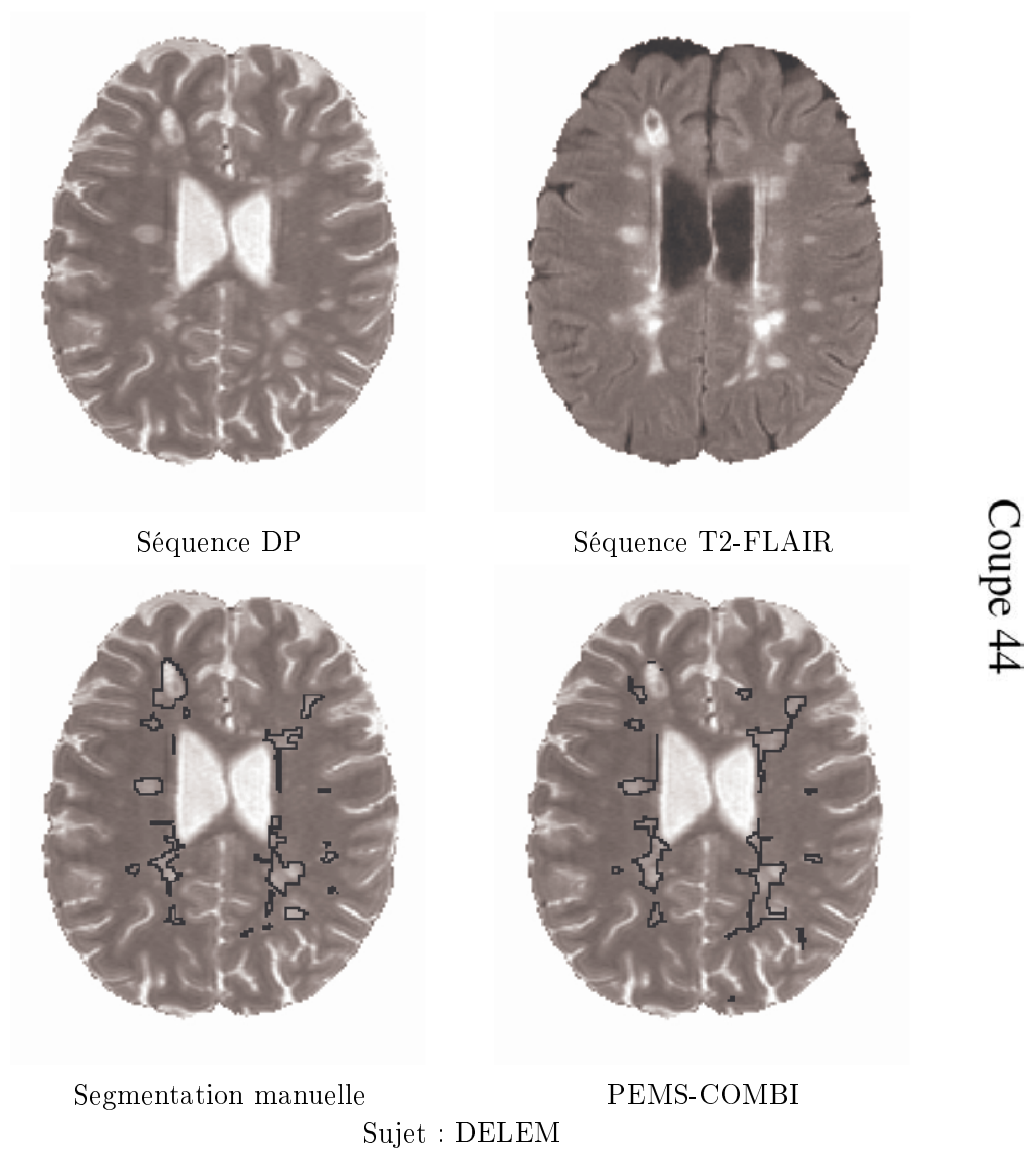 Séquence DP
Séquence T2-FLAIR
Coupe 44
Segmentation manuelle
PEMS-COMBI
Sujet : DELEM